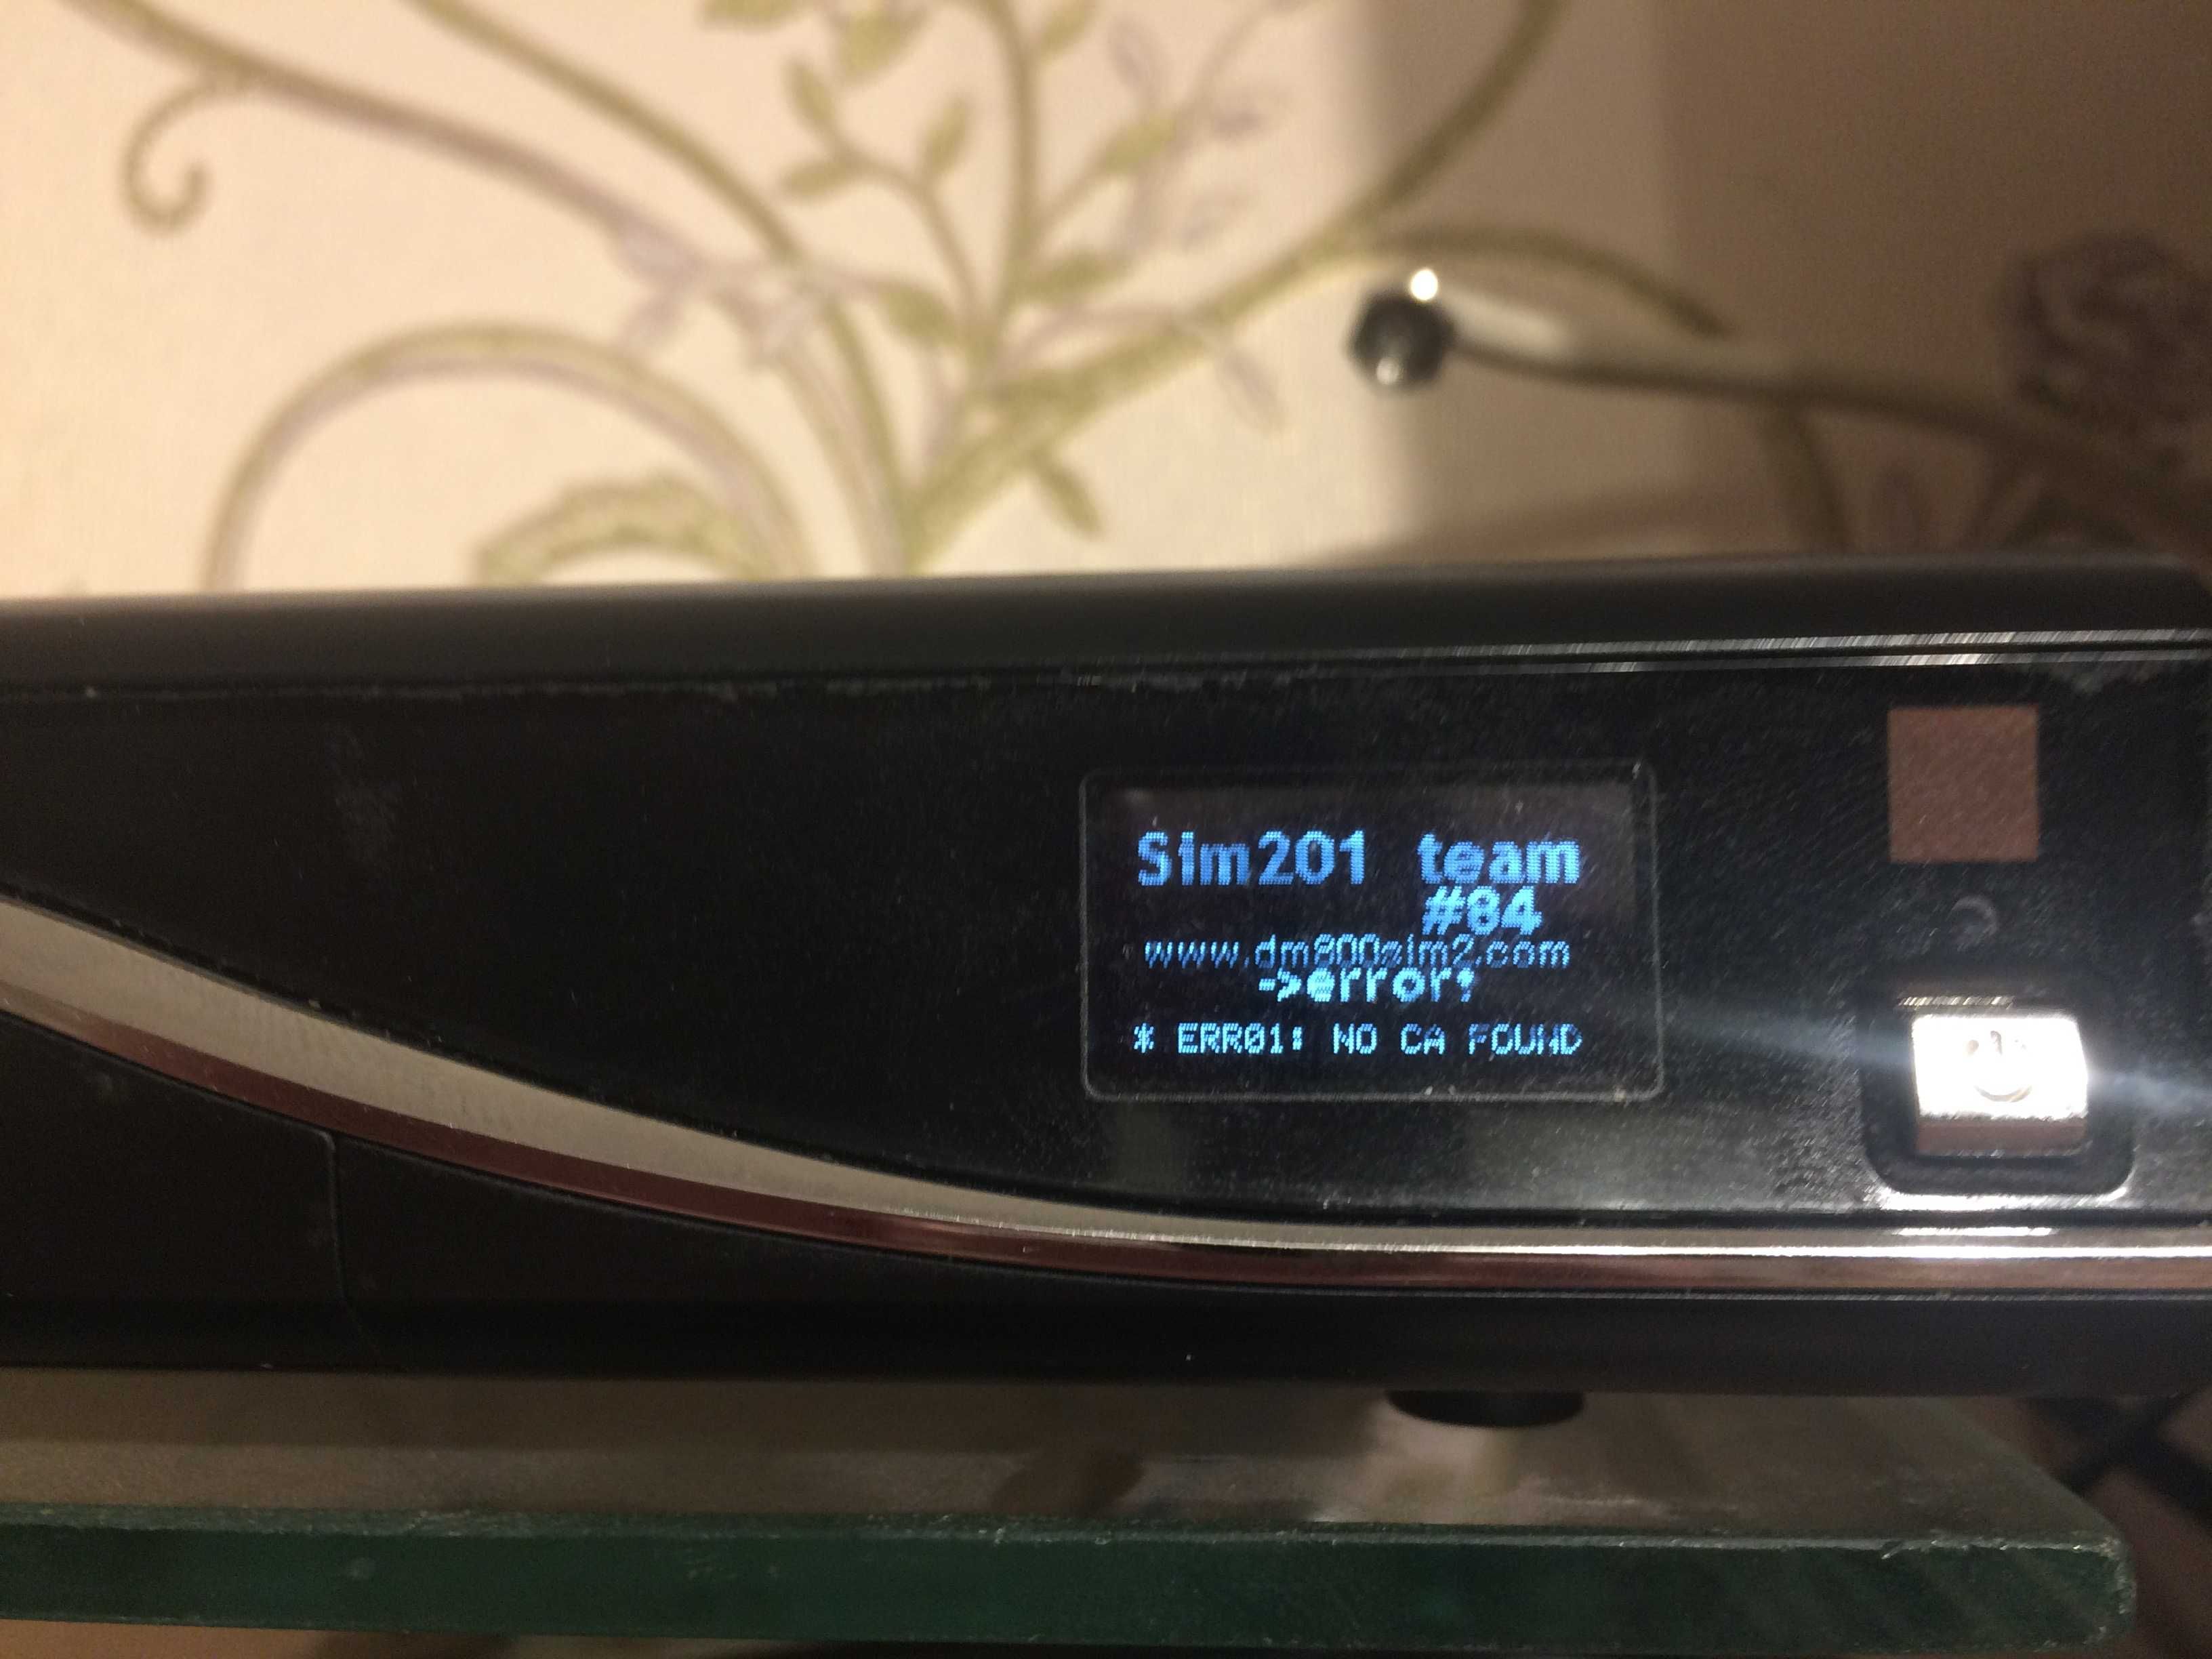 Sim201 team
#84
www.dm800sim2.com
->error;
* ERR01: NO CA FOUND